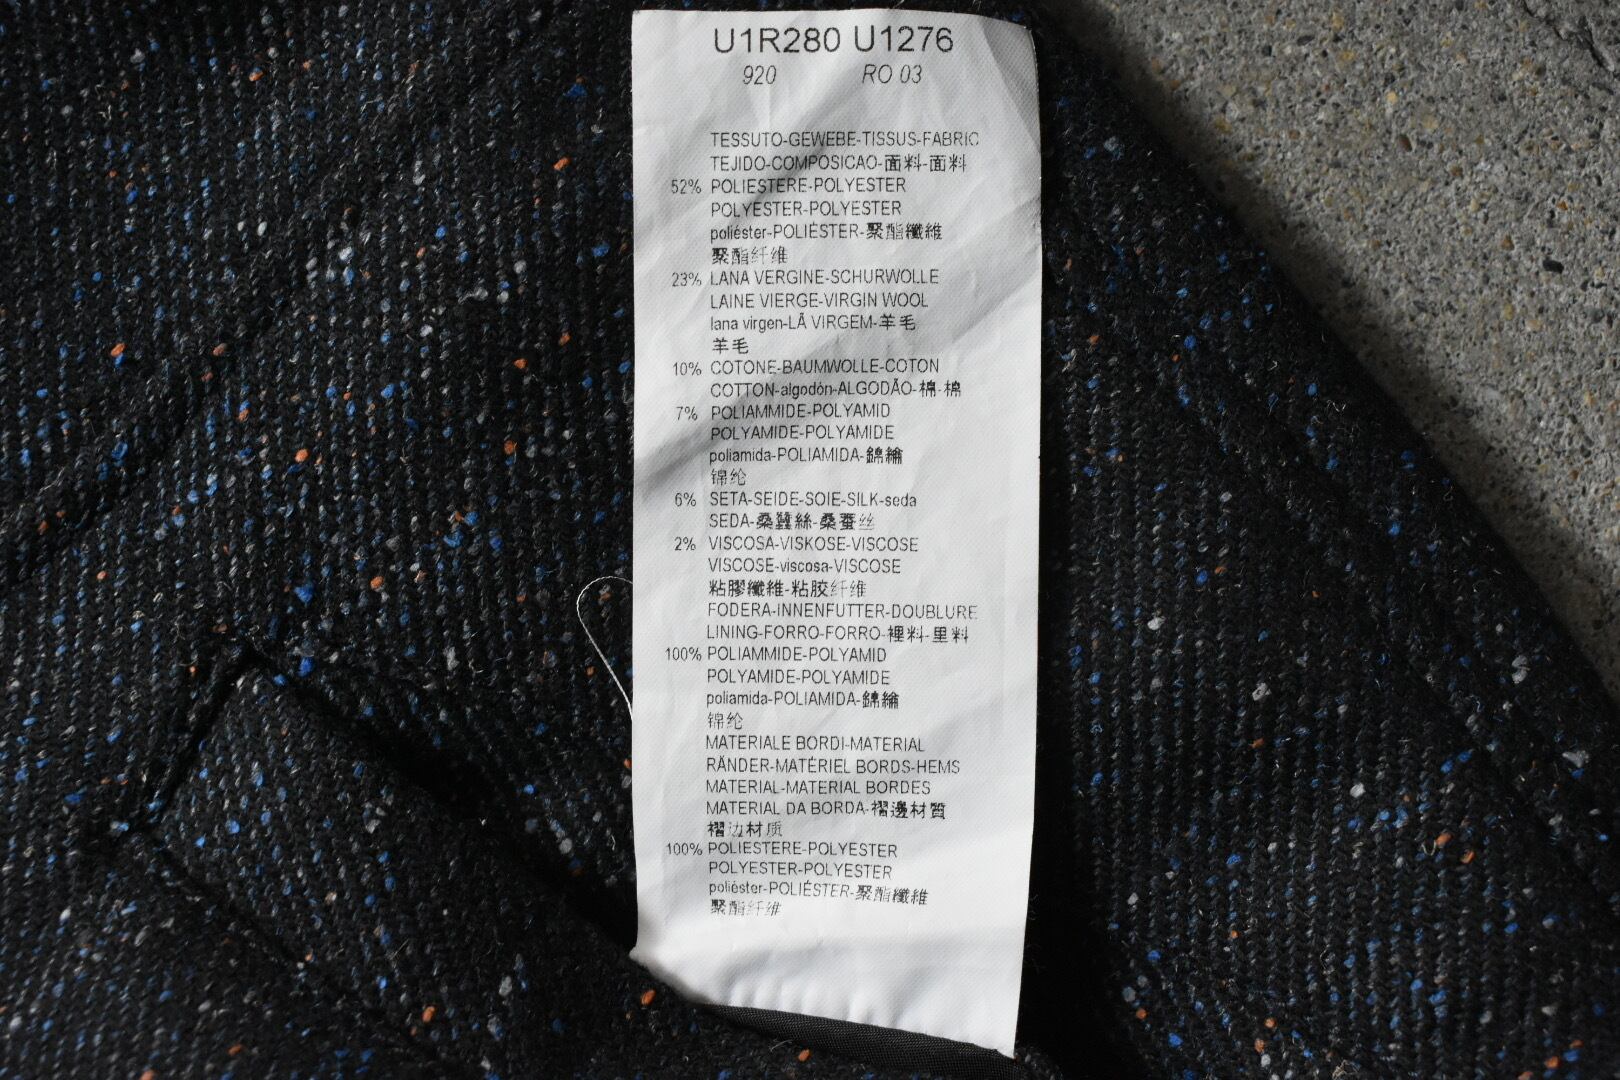 U1R280 U1276
920 RO 03
TESSUTO-GEWEBE-TISSUS-FABRIC
TEJIDO-COMPOSICAO-面料-面料
52% POLIESTERE-POLYESTER
POLYESTER-POLYESTER
poliéster-POLIÉSTER-聚酯纖維
聚酯纤维
23% LANA VERGINE-SCHURWOLLE
LAINE VIERGE-VIRGIN WOOL
lana virgen-LÃ VIRGEM-羊毛
羊毛
10% COTONE-BAUMWOLLE-COTON
COTTON-algodón-ALGODÃO-棉-棉
7% POLIAMMIDE-POLYAMID
POLYAMIDE-POLYAMIDE
poliamida-POLIAMIDA-錦綸
锦纶
6% SETA-SEIDE-SOIE-SILK-seda
SEDA-桑蠶絲-桑蚕丝
2% VISCOSA-VISKOSE-VISCOSE
VISCOSE-viscosa-VISCOSE
粘膠纖維-粘胶纤维
FODERA-INNENFUTTER-DOUBLURE
LINING-FORRO-FORRO-裡料-里料
100% POLIAMMIDE-POLYAMID
POLYAMIDE-POLYAMIDE
poliamida-POLIAMIDA-錦綸
锦纶
MATERIALE BORDI-MATERIAL
RÄNDER-MATÉRIEL BORDS-HEMS
MATERIAL-MATERIAL BORDES
MATERIAL DA BORDA-褶邊材質
褶边材质
100% POLIESTERE-POLYESTER
POLYESTER-POLYESTER
poliéster-POLIÉSTER-聚酯纖維
聚酯纤维